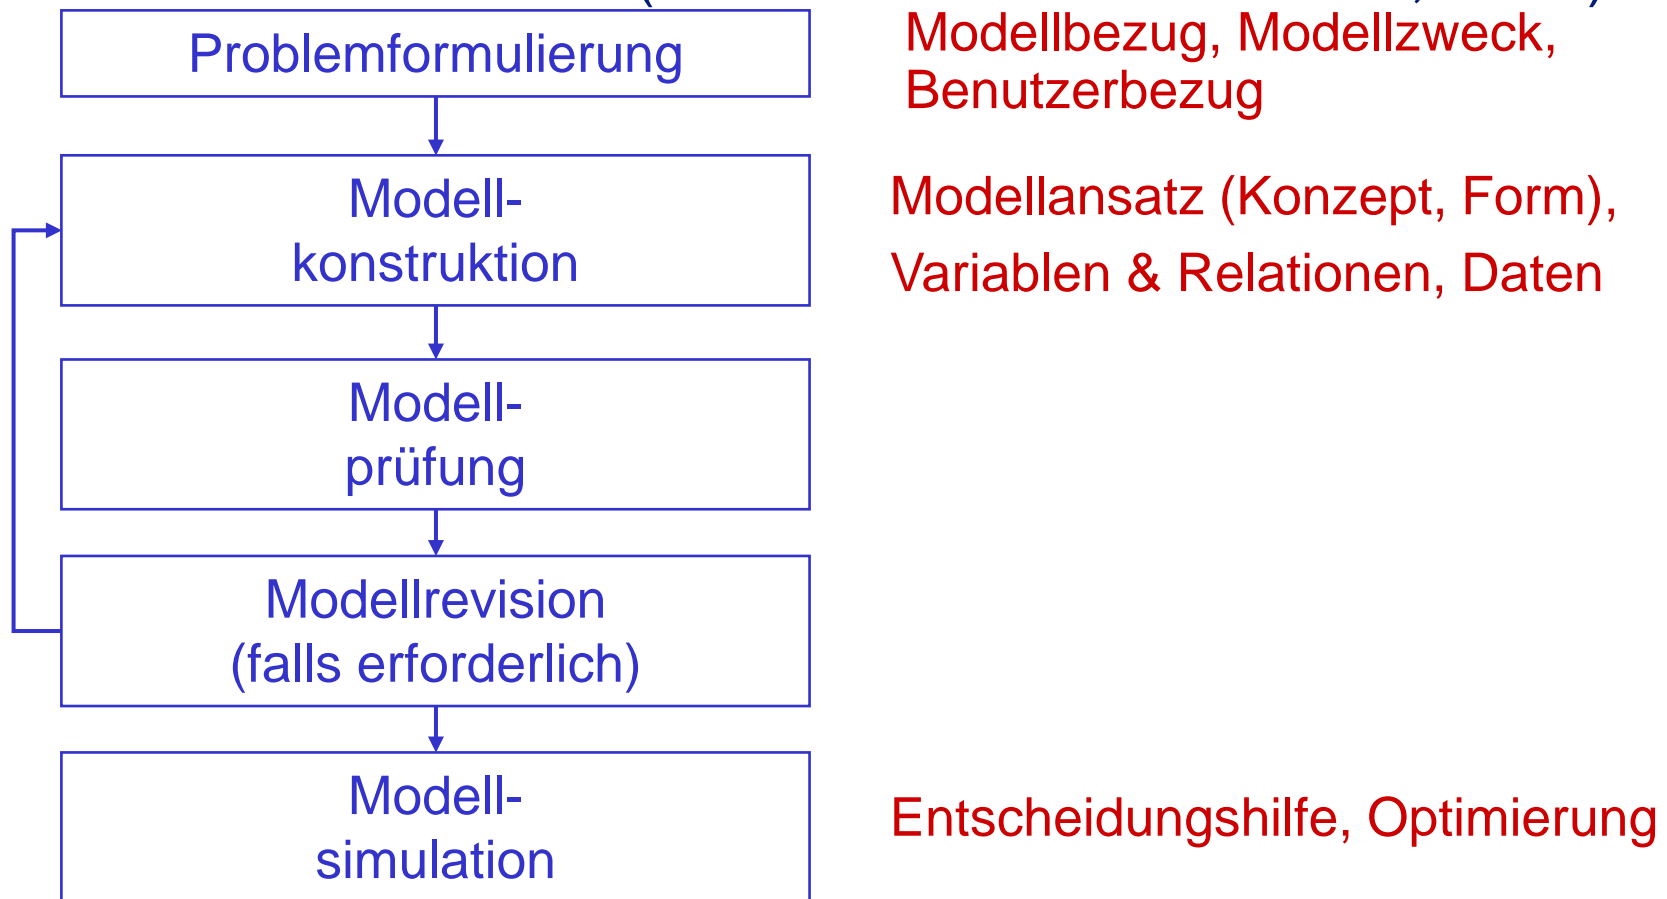 Problemformulierung
Modellbezug, Modellzweck,
Benutzerbezug
Modell-
konstruktion
Modellansatz (Konzept, Form),
Variablen & Relationen, Daten
Modell-
prüfung
Modellrevision
(falls erforderlich)
Modell-
simulation
Entscheidungshilfe, Optimierung